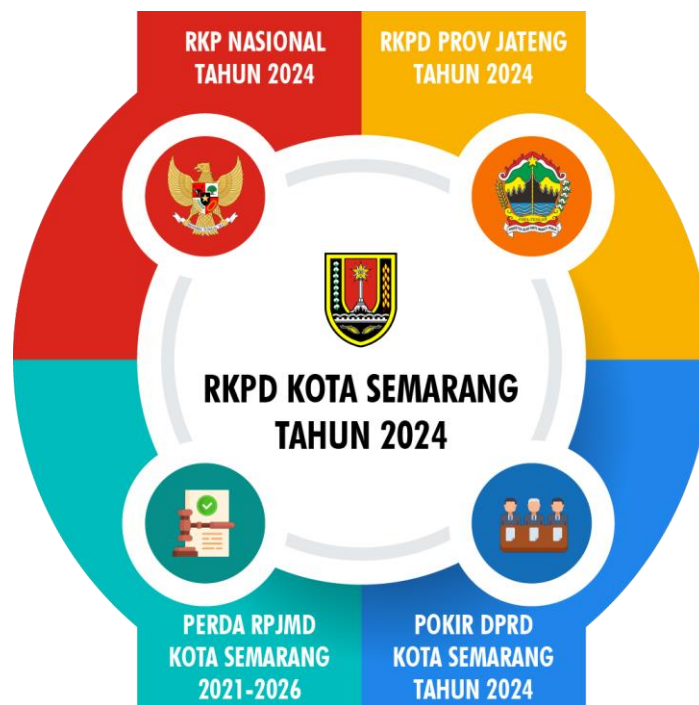 RKP NASIONAL
TAHUN 2024
RKPD PROV JATENG
TAHUN 2024
RKPD KOTA SEMARANG
TAHUN 2024
PERDA RPJMD
KOTA SEMARANG
2021-2026
POKIR DPRD
KOTA SEMARANG
TAHUN 2024